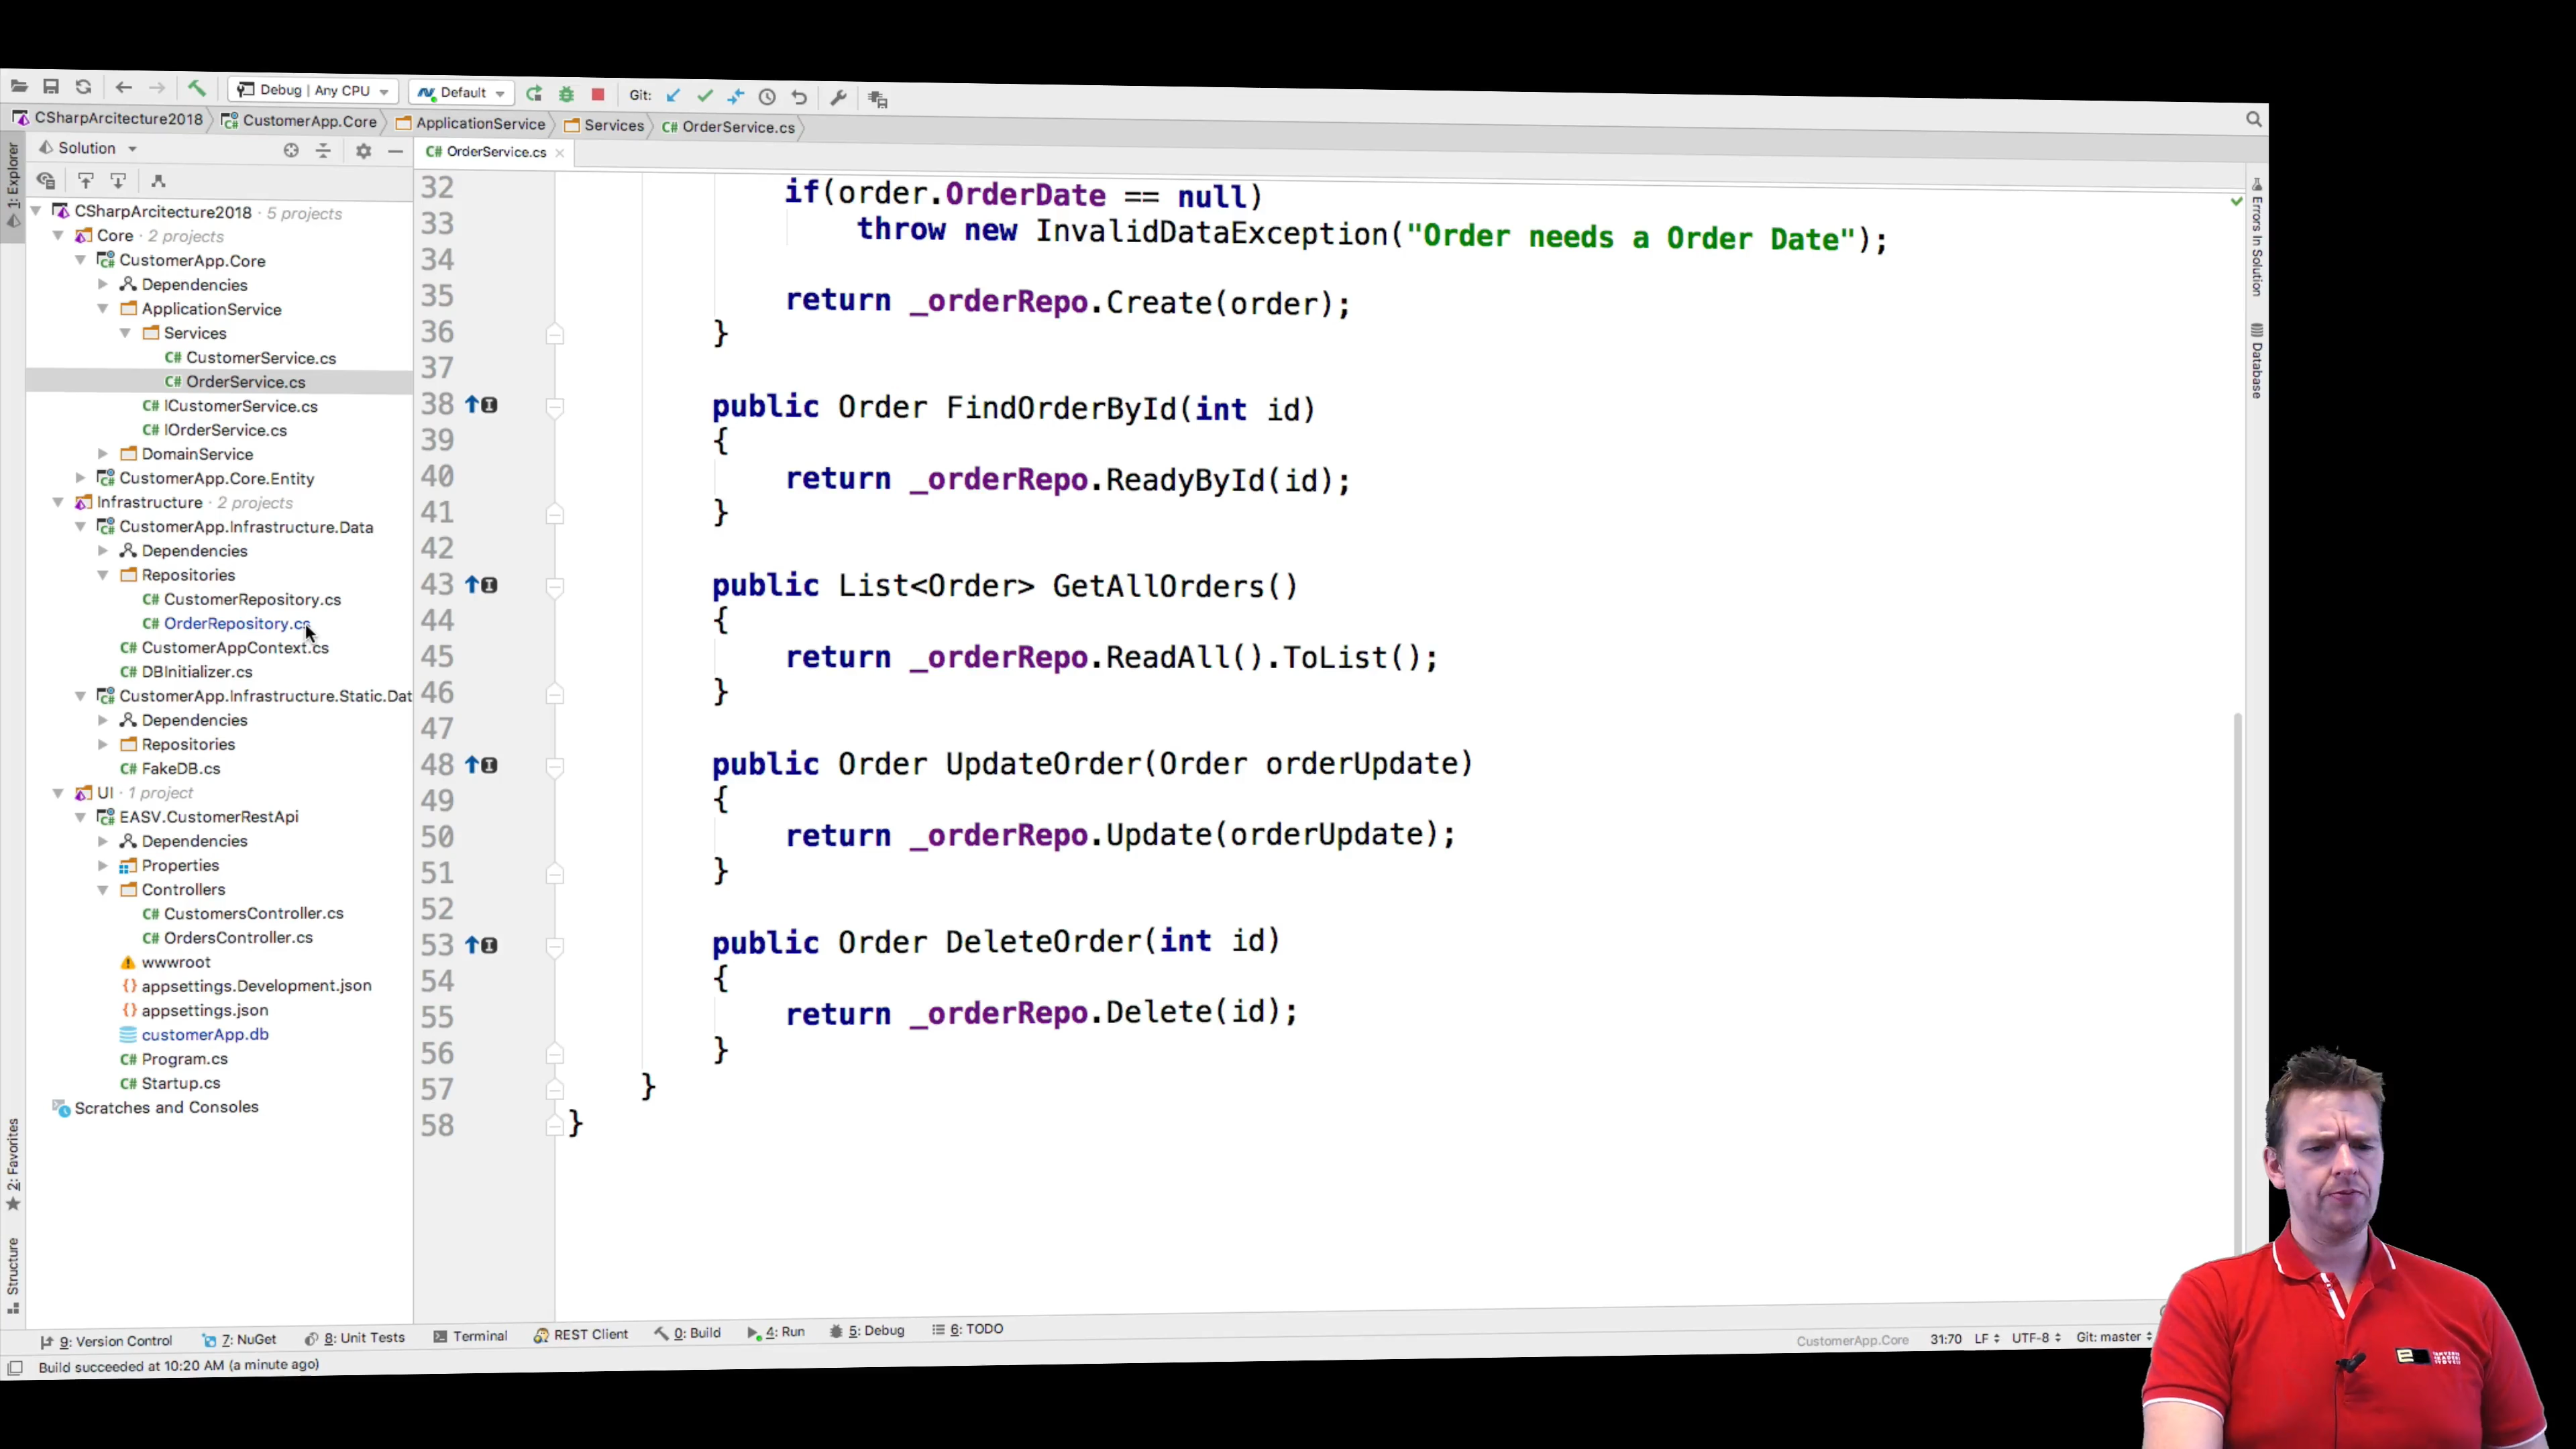 Debug | Any CPU
Default
Git:
CSharpArcitecture2018
CustomerApp.Core
ApplicationService
Services
OrderService.cs
1: Explorer
Solution
OrderService.cs
CSharpArcitecture2018 · 5 projects
Core · 2 projects
CustomerApp.Core
Dependencies
ApplicationService
Services
C# CustomerService.cs
C# OrderService.cs
C# ICustomerService.cs
C# IOrderService.cs
DomainService
CustomerApp.Core.Entity
Infrastructure · 2 projects
CustomerApp.Infrastructure.Data
Dependencies
Repositories
C# CustomerRepository.cs
C# OrderRepository.cs
C# CustomerAppContext.cs
C# DBInitializer.cs
CustomerApp.Infrastructure.Static.Dat
Dependencies
Repositories
C# FakeDB.cs
UI · 1 project
EASV.CustomerRestApi
Dependencies
Properties
Controllers
C# CustomersController.cs
C# OrdersController.cs
wwwroot
appsettings.Development.json
appsettings.json
customerApp.db
C# Program.cs
C# Startup.cs
Scratches and Consoles
2: Favorites
Structure
32 if(order.OrderDate == null)
33 throw new InvalidDataException("Order needs a Order Date");
34
35 return _orderRepo.Create(order);
36 }
37
38 public Order FindOrderById(int id)
39 {
40 return _orderRepo.ReadyById(id);
41 }
42
43 public List<Order> GetAllOrders()
44 {
45 return _orderRepo.ReadAll().ToList();
46 }
47
48 public Order UpdateOrder(Order orderUpdate)
49 {
50 return _orderRepo.Update(orderUpdate);
51 }
52
53 public Order DeleteOrder(int id)
54 {
55 return _orderRepo.Delete(id);
56 }
57 }
58 }
Errors In Solution
Database
9: Version Control
7: NuGet
8: Unit Tests
Terminal
REST Client
0: Build
4: Run
5: Debug
6: TODO
CustomerApp.Core
31:70
LF
UTF-8
Git: master
Build succeeded at 10:20 AM (a minute ago)